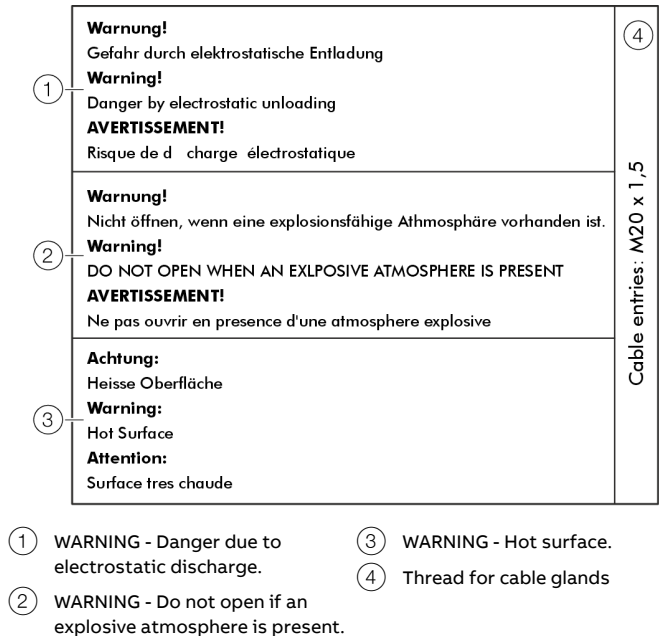 Warnung!
Gefahr durch elektrostatische Entladung
Warning!
Danger by electrostatic unloading
AVERTISSEMENT!
Risque de d   charge  électrostatique
Warnung!
Nicht öffnen, wenn eine explosionsfähige Athmosphäre vorhanden ist.
Warning!
DO NOT OPEN WHEN AN EXLPOSIVE ATMOSPHERE IS PRESENT
AVERTISSEMENT!
Ne pas ouvrir en presence d'une atmosphere explosive
Achtung:
Heisse Oberfläche
Warning:
Hot Surface
Attention:
Surface tres chaude
1
2
3
4
Cable entries: M20 x 1,5
1 WARNING - Danger due to
electrostatic discharge.
2 WARNING - Do not open if an
explosive atmosphere is present.
3 WARNING - Hot surface.
4 Thread for cable glands